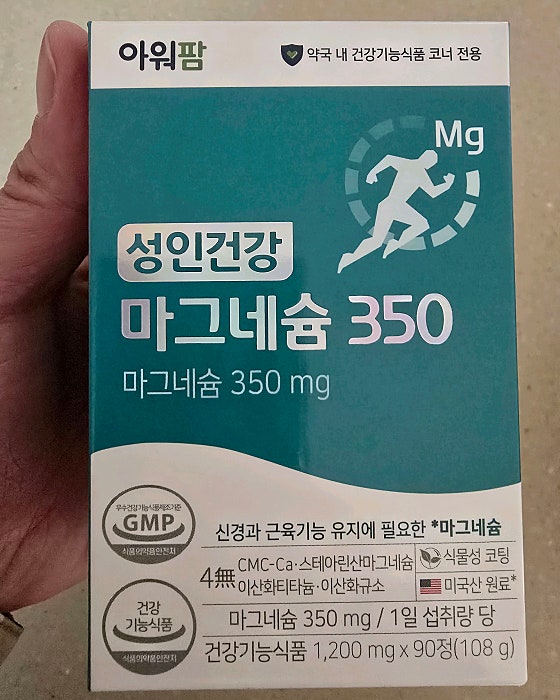 아워팜
약국 내 건강기능식품 코너 전용
Mg
성인건강
마그네슘 350
마그네슘 350 mg
우수건강기능식품제조기준
GMP
식품의약품안전처
신경과 근육기능 유지에 필요한 *마그네슘
4無
CMC-Ca·스테아린산마그네슘
이산화티타늄·이산화규소
식물성 코팅
미국산 원료*
건강
기능식품
식품의약품안전처
마그네슘 350 mg / 1일 섭취량 당
건강기능식품 1,200 mg x 90정(108 g)